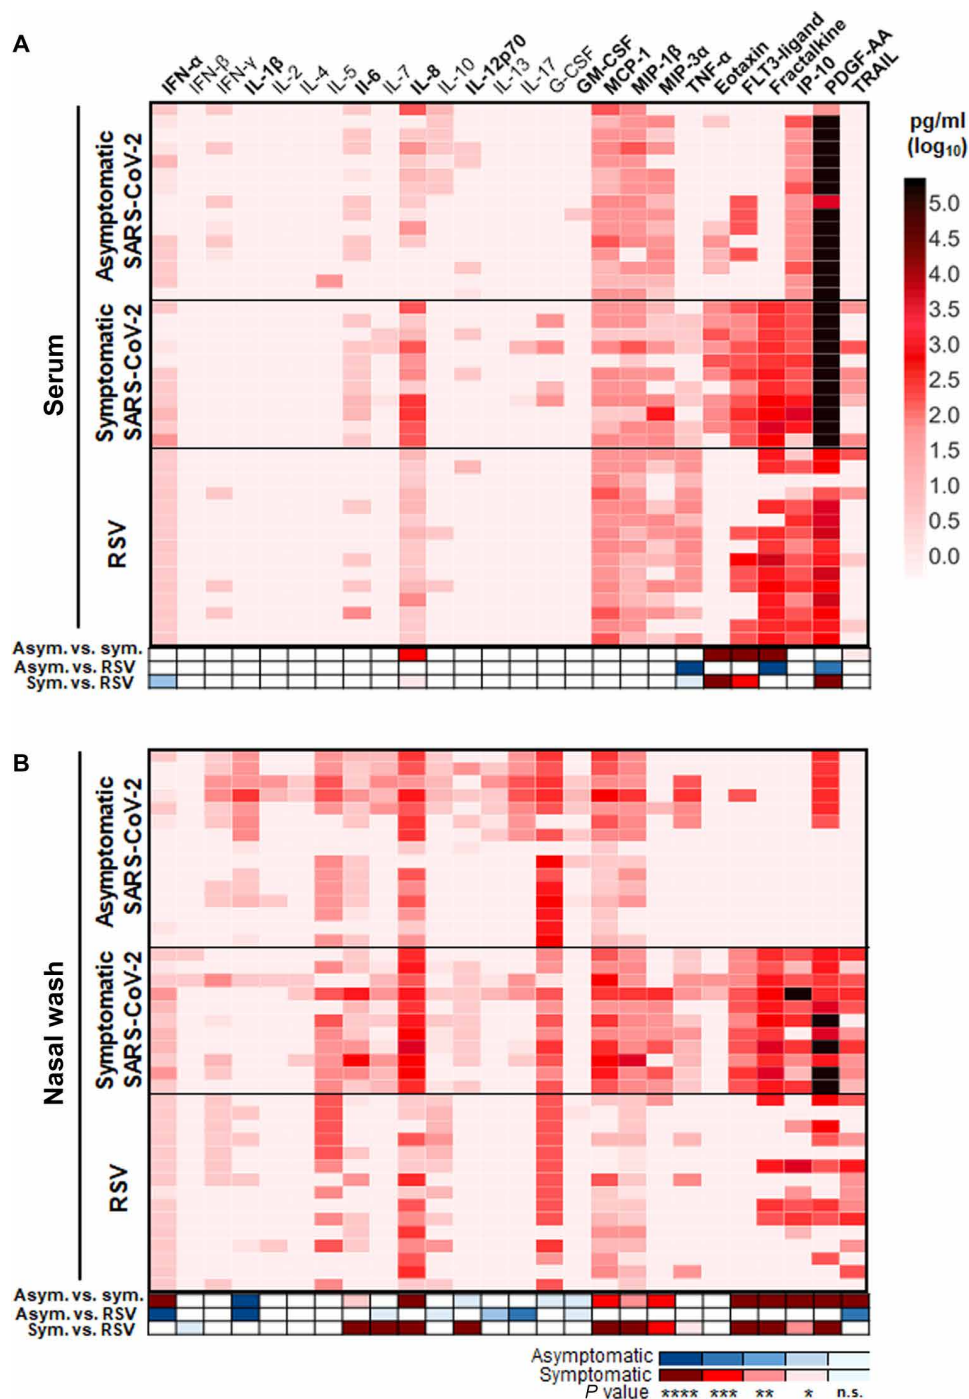 A
IFN-α
IFN-β
IFN-γ
IL-1β
IL-2
IL-4
IL-5
Il-6
IL-7
IL-8
IL-10
IL-12p70
IL-13
IL-17
G-CSF
GM-CSF
MCP-1
MIP-1β
MIP-3α
TNF-α
Eotaxin
FLT3-ligand
Fractalkine
IP-10
PDGF-AA
TRAIL
Serum
Asymptomatic
SARS-CoV-2
Symptomatic
SARS-CoV-2
RSV
pg/ml
(log10)
5.0
4.5
4.0
3.5
3.0
2.5
2.0
1.5
1.0
0.5
0.0
Asym. vs. sym.
Asym. vs RSV
Sym. vs. RSV
B
Nasal wash
Asymptomatic
SARS-CoV-2
Symptomatic
SARS-CoV-2
RSV
Asym. vs. sym.
Asym. vs RSV
Sym. vs. RSV
Asymptomatic
Symptomatic
P value **** *** ** * n.s.